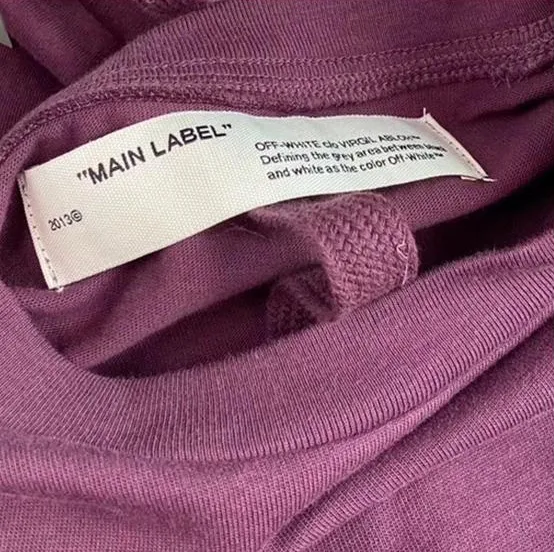 "MAIN LABEL"
OFF-WHITE c/o VIRGIL ABLOH™
Defining the grey area between black
and white as the color Off-White™
2013©